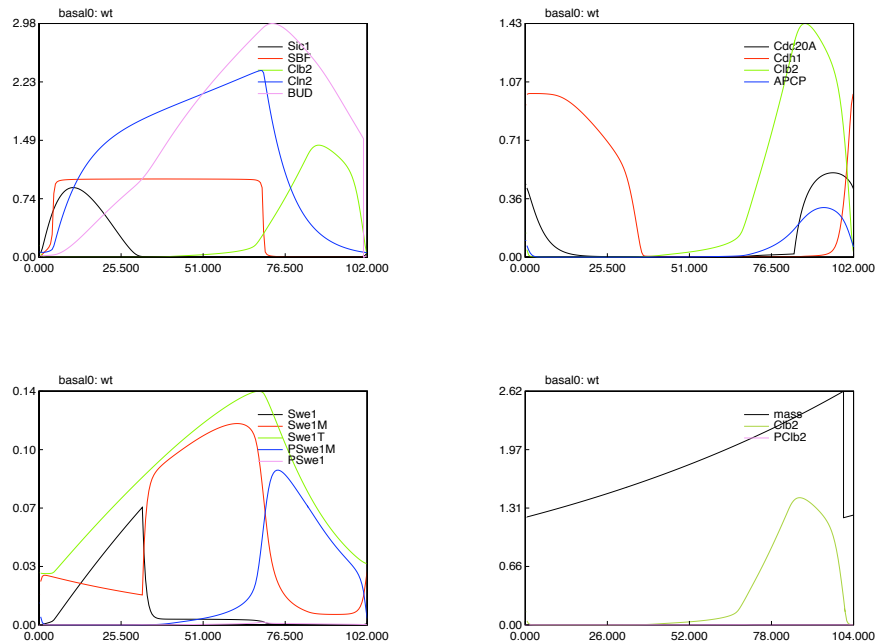 basal0: wt
2.98
2.23
1.49
0.74
0.00
0.000
25.500
51.000
76.500
102.000
Sic1
SBF
Clb2
Cln2
BUD
basal0: wt
1.43
1.07
0.71
0.36
0.00
0.000
25.500
51.000
76.500
102.000
Cdc20A
Cdh1
Clb2
APCP
basal0: wt
0.14
0.10
0.07
0.03
0.00
0.000
25.500
51.000
76.500
102.000
Swe1
Swe1M
Swe1T
PSwe1M
PSwe1
basal0: wt
2.62
1.97
1.31
0.66
0.00
0.000
26.000
52.000
78.000
104.000
mass
Clb2
PClb2